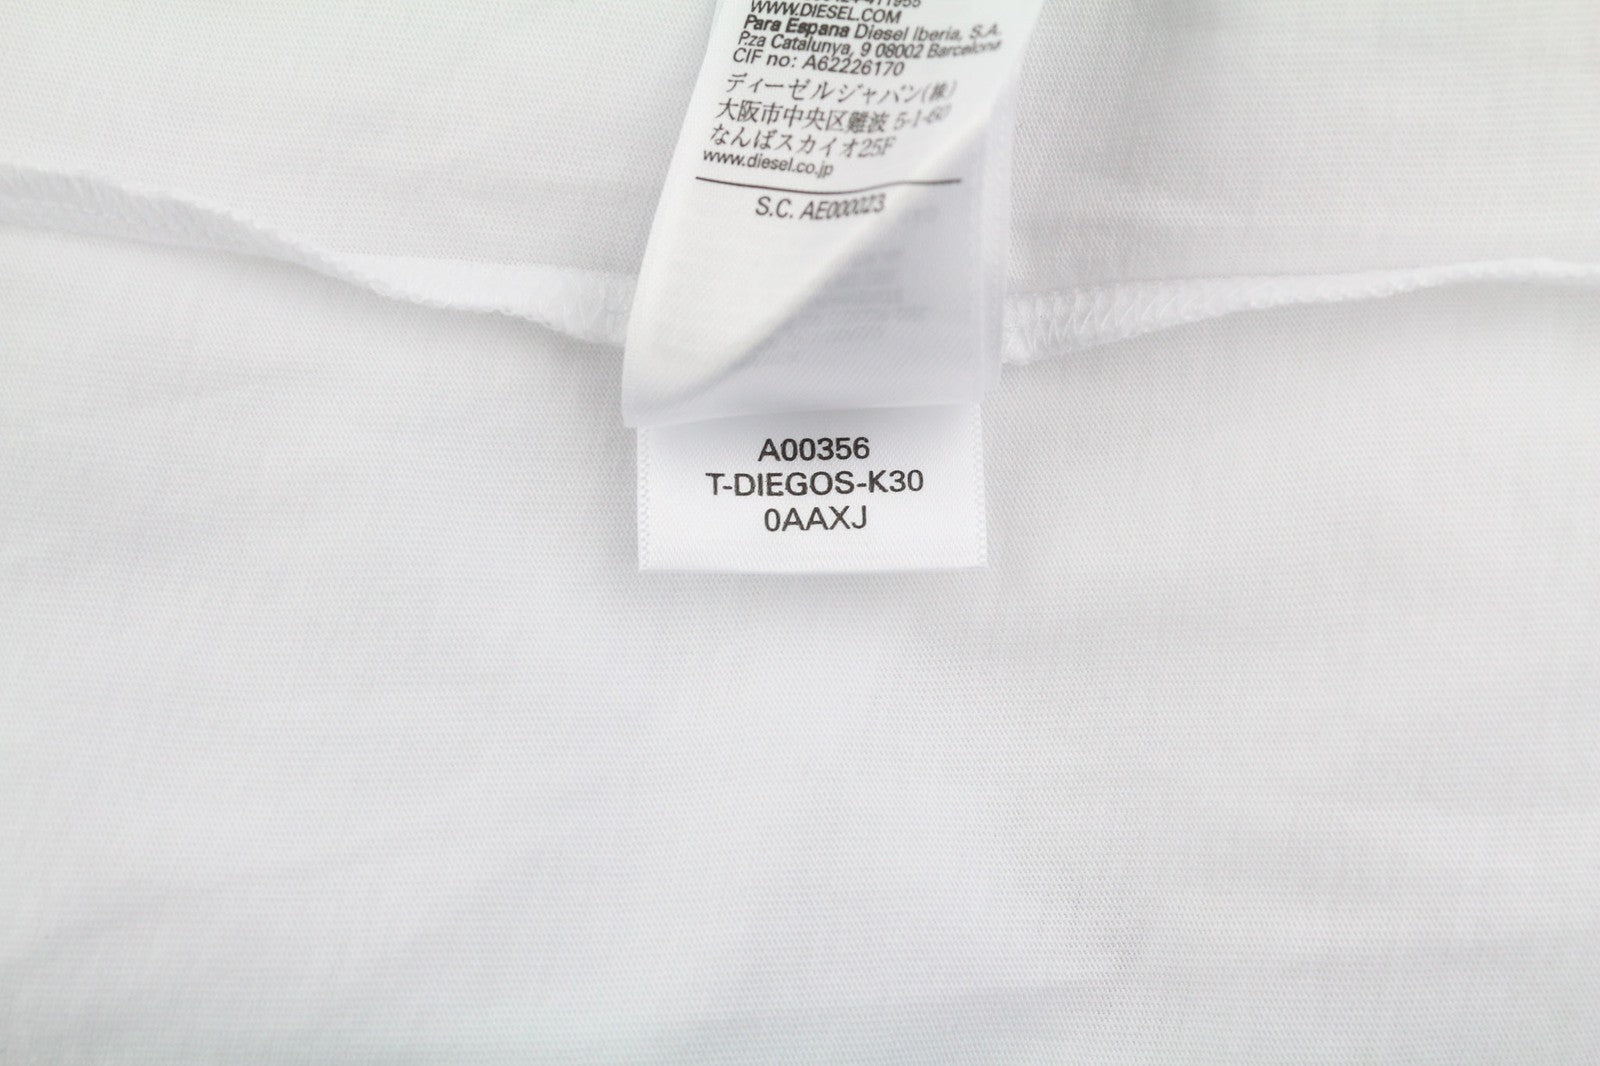 WWW.DIESEL.COM
Para Espana Diesel Iberia, S.A.
P.za Catalunya, 9 08002 Barcelona
CIF no: A62226170
ディーゼルジャパン(株)
大阪市中央区難波 5-1-60
なんばスカイオ25F
www.diesel.co.jp
S.C. AE000023
A00356
T-DIEGOS-K30
0AAXJ